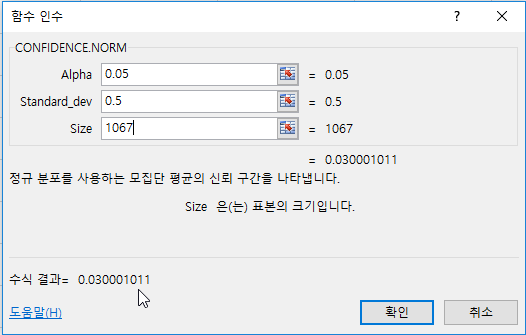 함수 인수
? ×
CONFIDENCE.NORM
Alpha 0.05 = 0.05
Standard_dev 0.5 = 0.5
Size 1067 = 1067
= 0.030001011
정규 분포를 사용하는 모집단 평균의 신뢰 구간을 나타냅니다.
Size 은(는) 표본의 크기입니다.
수식 결과= 0.030001011
도움말(H) 확인 취소